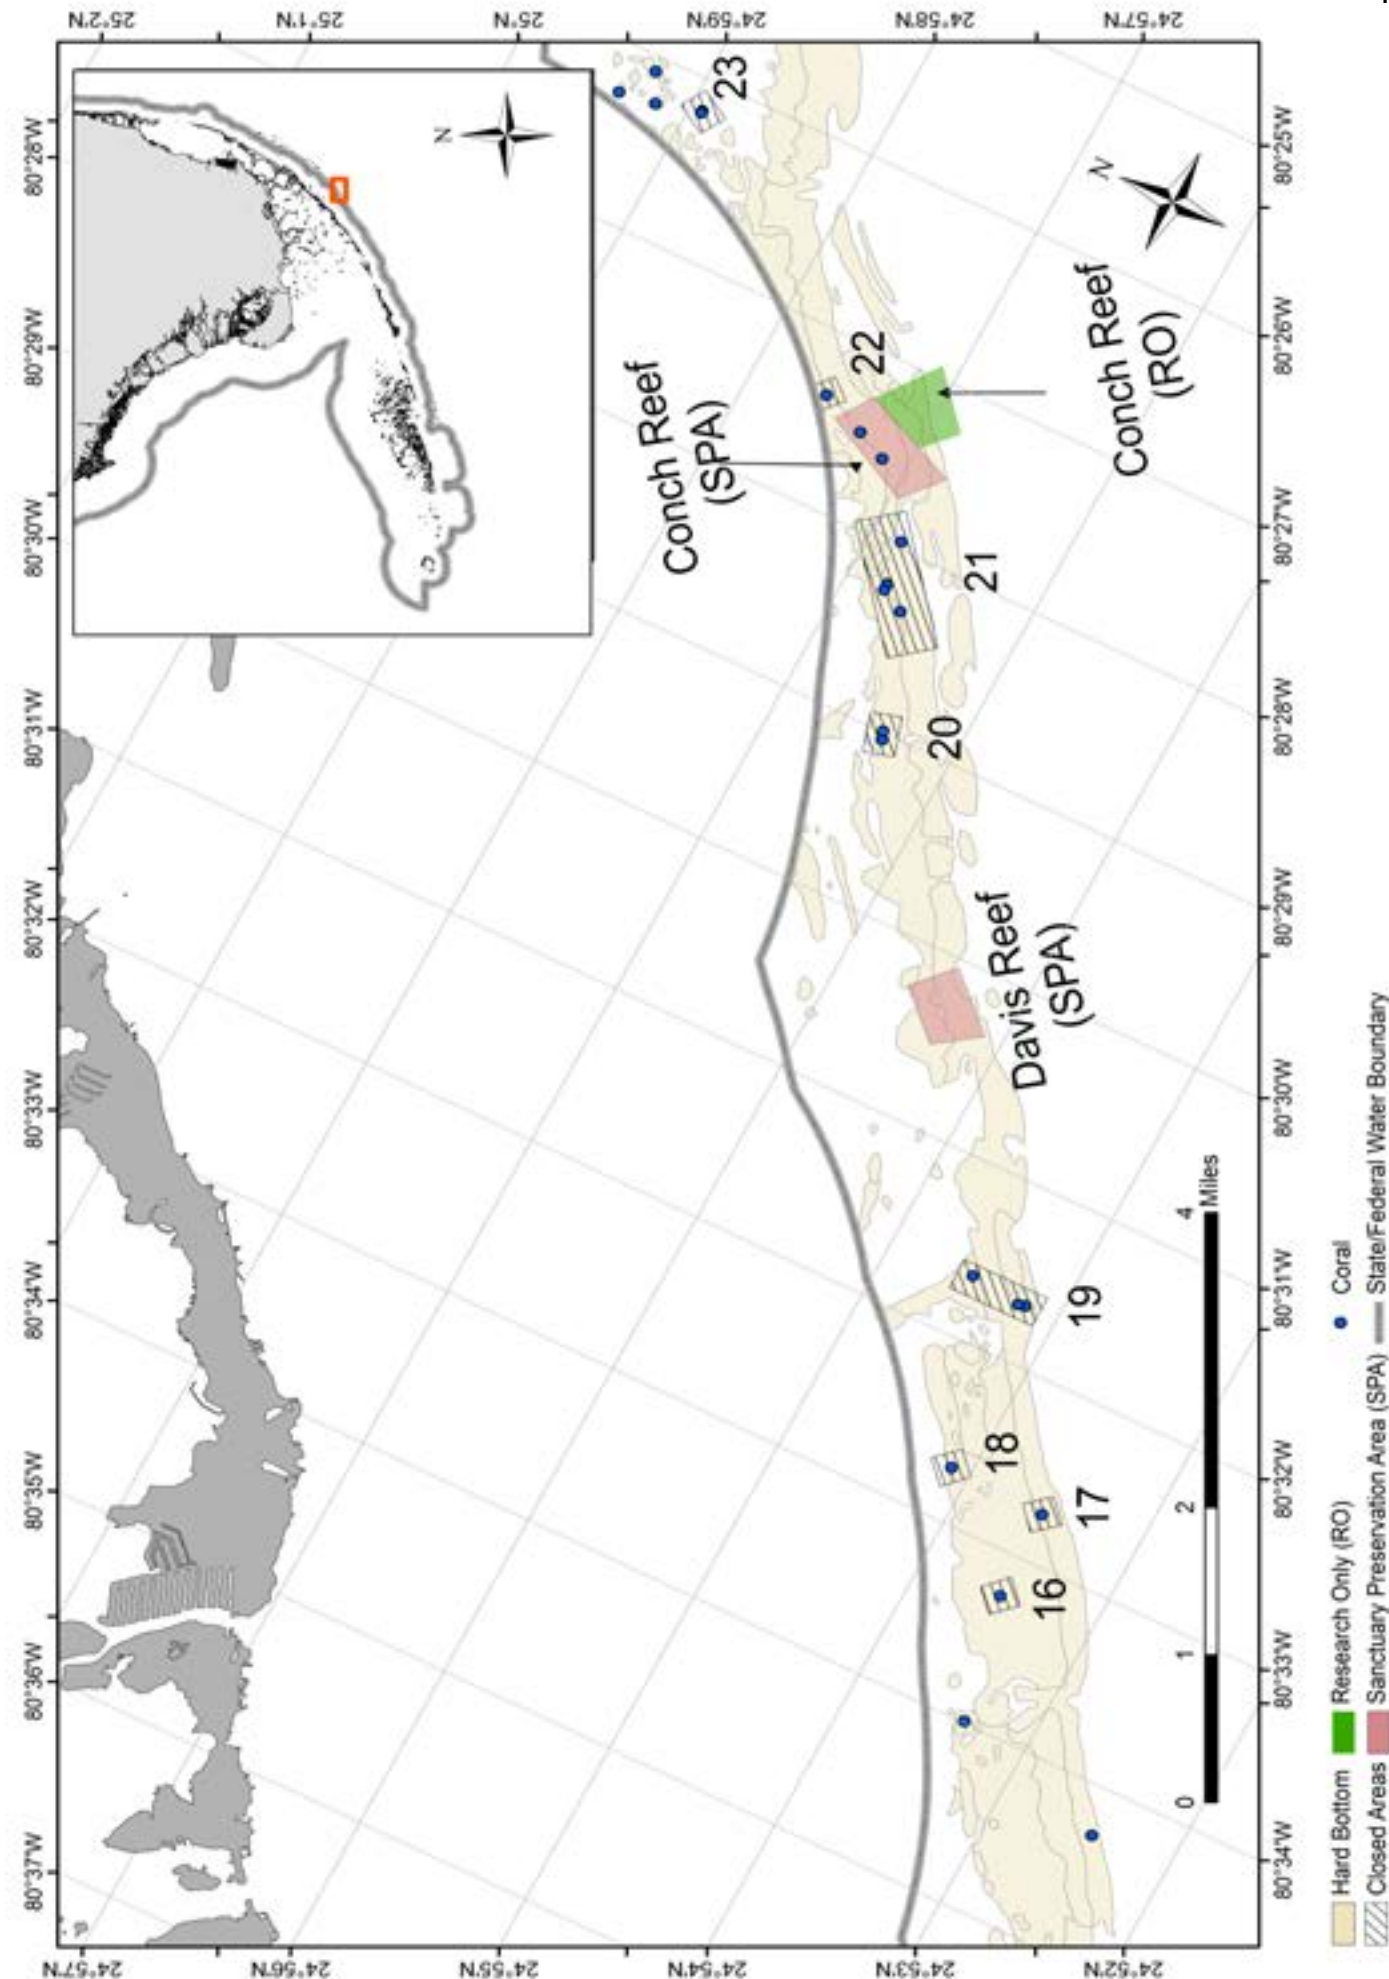 80°37'W 80°36'W 80°35'W 80°34'W 80°33'W 80°32'W 80°31'W 80°30'W 80°29'W 80°28'W
25°2'N
25°1'N
25°N
24°59'N
24°58'N
24°57'N
24°57'N
24°56'N
24°55'N
24°54'N
24°53'N
24°52'N
N
Conch Reef
(SPA)
23
22
21
20
Davis Reef
(SPA)
19
18
17
16
Conch Reef
(RO)
N
0 1 2 4
Miles
80°34'W 80°33'W 80°32'W 80°31'W 80°30'W 80°29'W 80°28'W 80°27'W 80°26'W 80°25'W
Hard Bottom Research Only (RO) Coral
Closed Areas Sanctuary Preservation Area (SPA) State/Federal Water Boundary